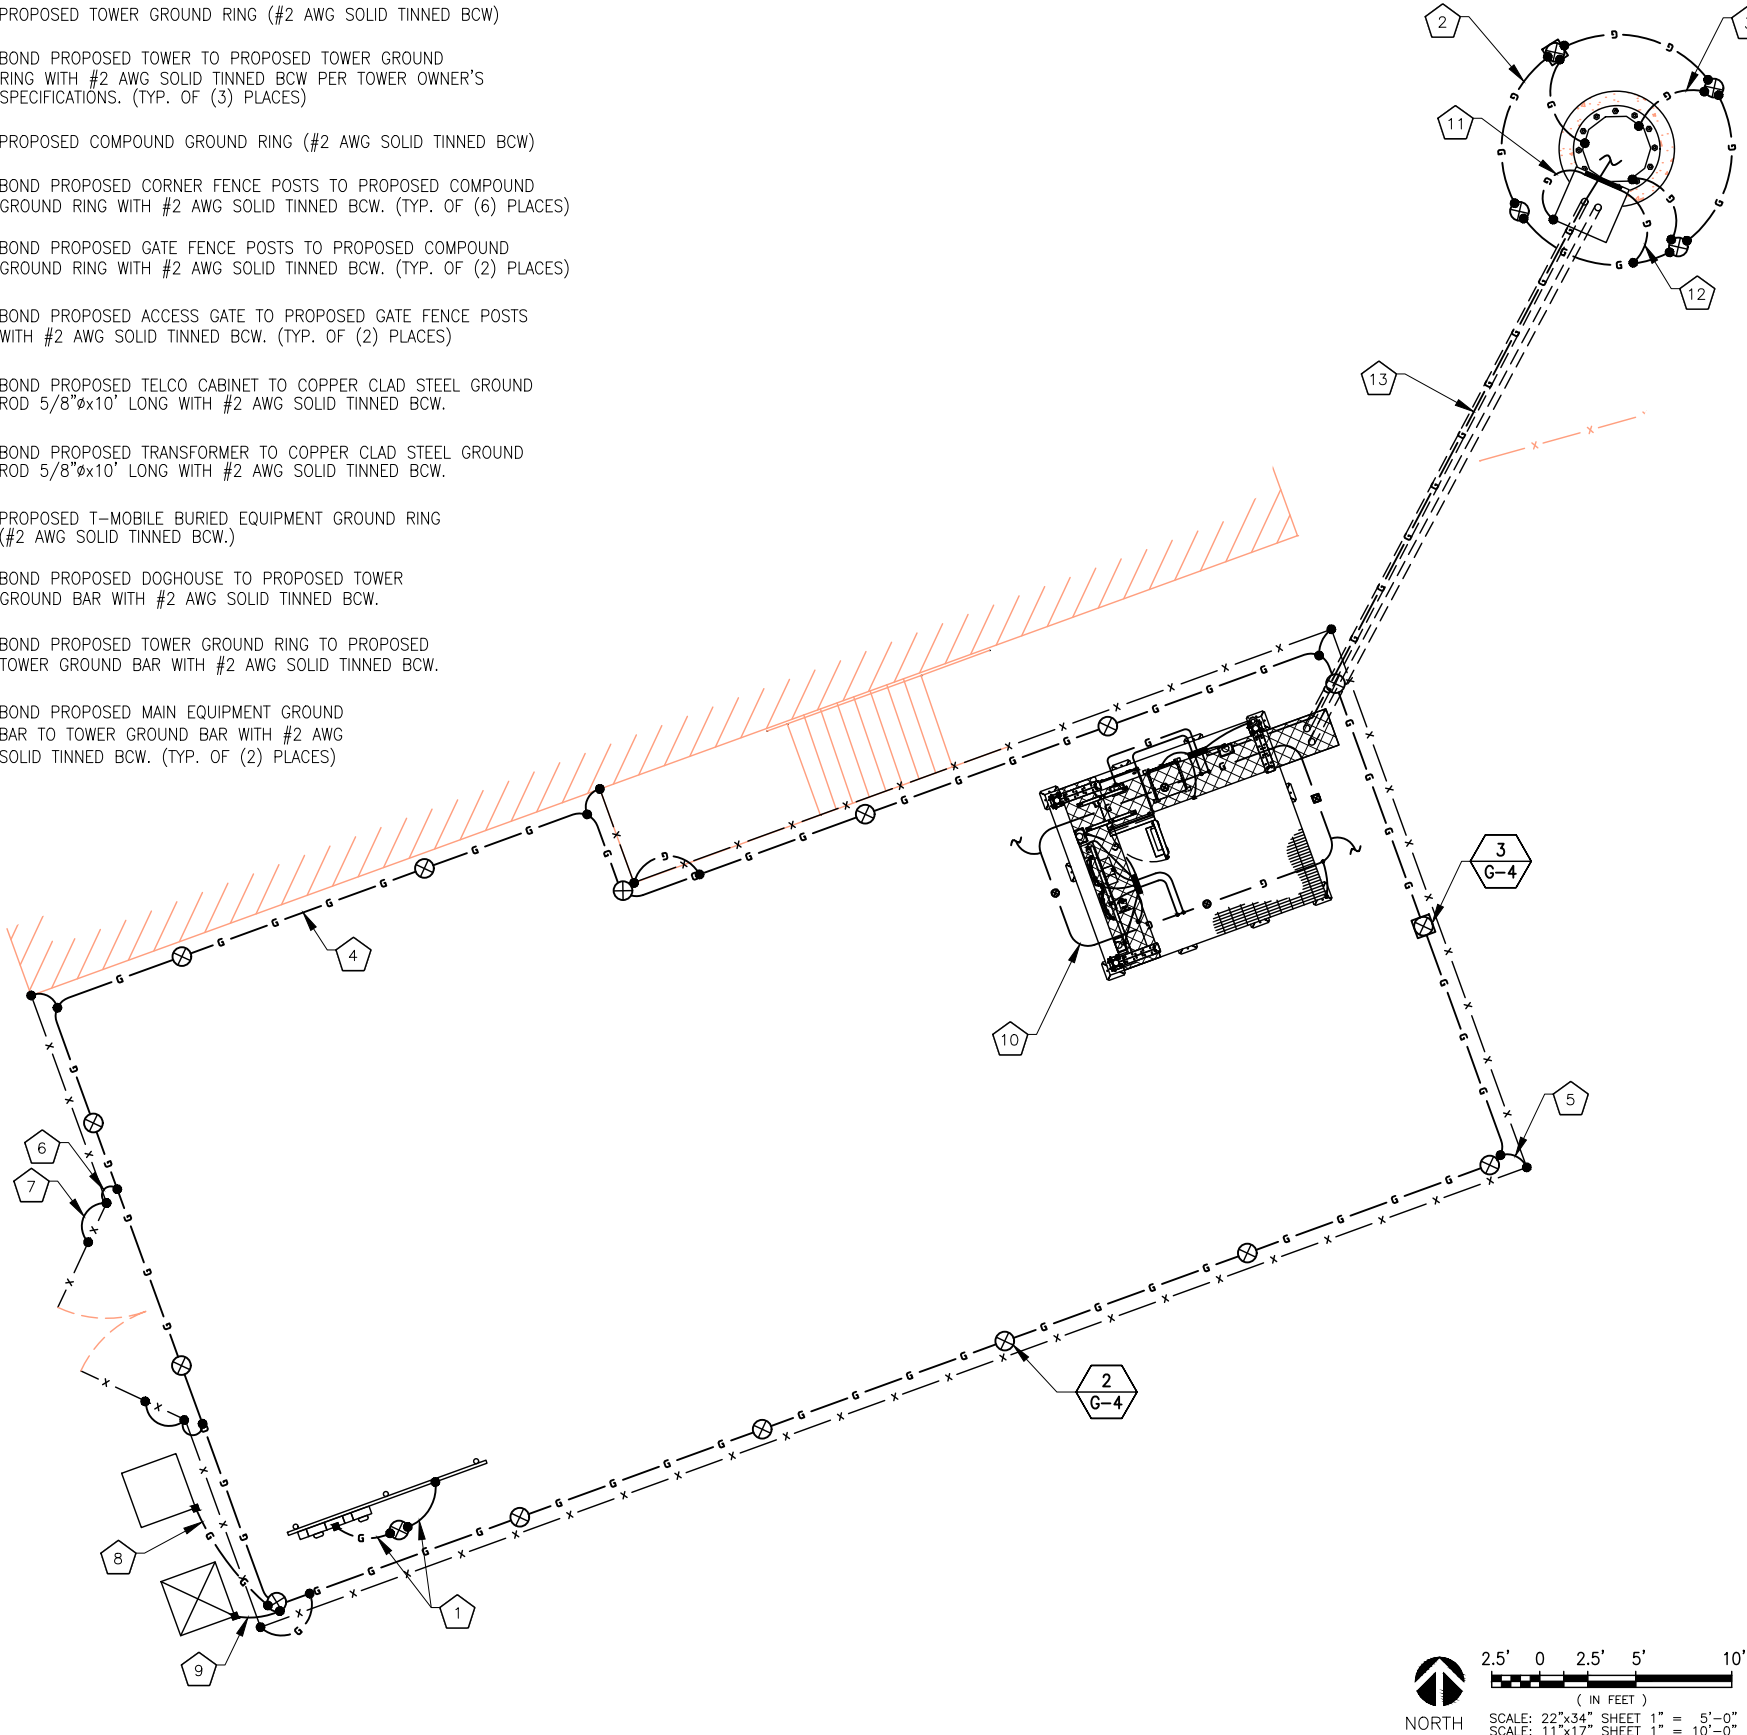 PROPOSED TOWER GROUND RING (#2 AWG SOLID TINNED BCW)
BOND PROPOSED TOWER TO PROPOSED TOWER GROUND
RING WITH #2 AWG SOLID TINNED BCW PER TOWER OWNER'S
SPECIFICATIONS. (TYP. OF (3) PLACES)
PROPOSED COMPOUND GROUND RING (#2 AWG SOLID TINNED BCW)
BOND PROPOSED CORNER FENCE POSTS TO PROPOSED COMPOUND
GROUND RING WITH #2 AWG SOLID TINNED BCW. (TYP. OF (6) PLACES)
BOND PROPOSED GATE FENCE POSTS TO PROPOSED COMPOUND
GROUND RING WITH #2 AWG SOLID TINNED BCW. (TYP. OF (2) PLACES)
BOND PROPOSED ACCESS GATE TO PROPOSED GATE FENCE POSTS
WITH #2 AWG SOLID TINNED BCW. (TYP. OF (2) PLACES)
BOND PROPOSED TELCO CABINET TO COPPER CLAD STEEL GROUND
ROD 5/8"øx10' LONG WITH #2 AWG SOLID TINNED BCW.
BOND PROPOSED TRANSFORMER TO COPPER CLAD STEEL GROUND
ROD 5/8"øx10' LONG WITH #2 AWG SOLID TINNED BCW.
PROPOSED T-MOBILE BURIED EQUIPMENT GROUND RING
(#2 AWG SOLID TINNED BCW.)
BOND PROPOSED DOGHOUSE TO PROPOSED TOWER
GROUND BAR WITH #2 AWG SOLID TINNED BCW.
BOND PROPOSED TOWER GROUND RING TO PROPOSED
TOWER GROUND BAR WITH #2 AWG SOLID TINNED BCW.
BOND PROPOSED MAIN EQUIPMENT GROUND
BAR TO TOWER GROUND BAR WITH #2 AWG
SOLID TINNED BCW. (TYP. OF (2) PLACES)
2
11
12
13
3
G-4
4
10
5
6
7
2
G-4
8
1
9
NORTH
2.5' 0 2.5' 5' 10'
( IN FEET )
SCALE: 22"x34" SHEET 1" = 5'-0"
SCALE: 11"x17" SHEET 1" = 10'-0"